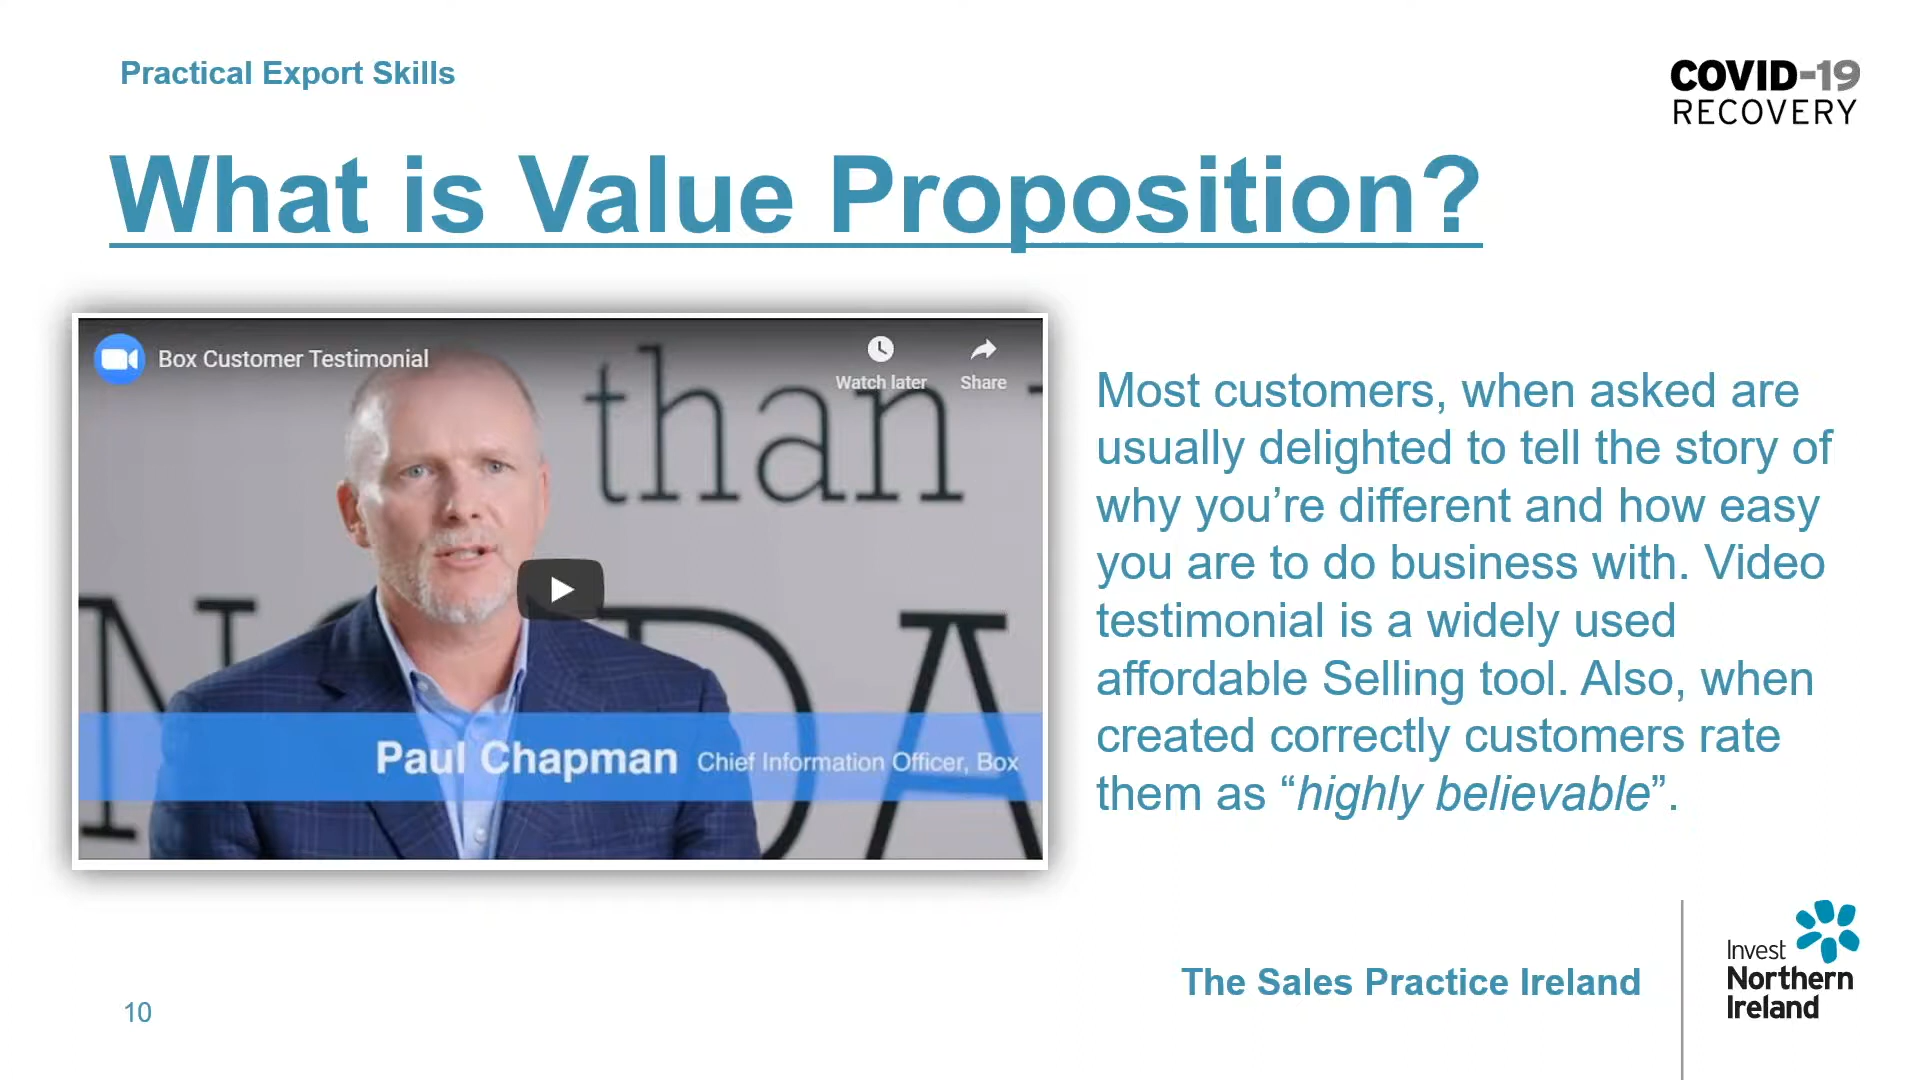 Practical Export Skills
COVID-19
RECOVERY
What is Value Proposition?
Box Customer Testimonial
Watch later
Share
than
DA
Paul Chapman Chief Information Officer, Box
Most customers, when asked are
usually delighted to tell the story of
why you’re different and how easy
you are to do business with. Video
testimonial is a widely used
affordable Selling tool. Also, when
created correctly customers rate
them as “highly believable”.
The Sales Practice Ireland
Invest
Northern
Ireland
10